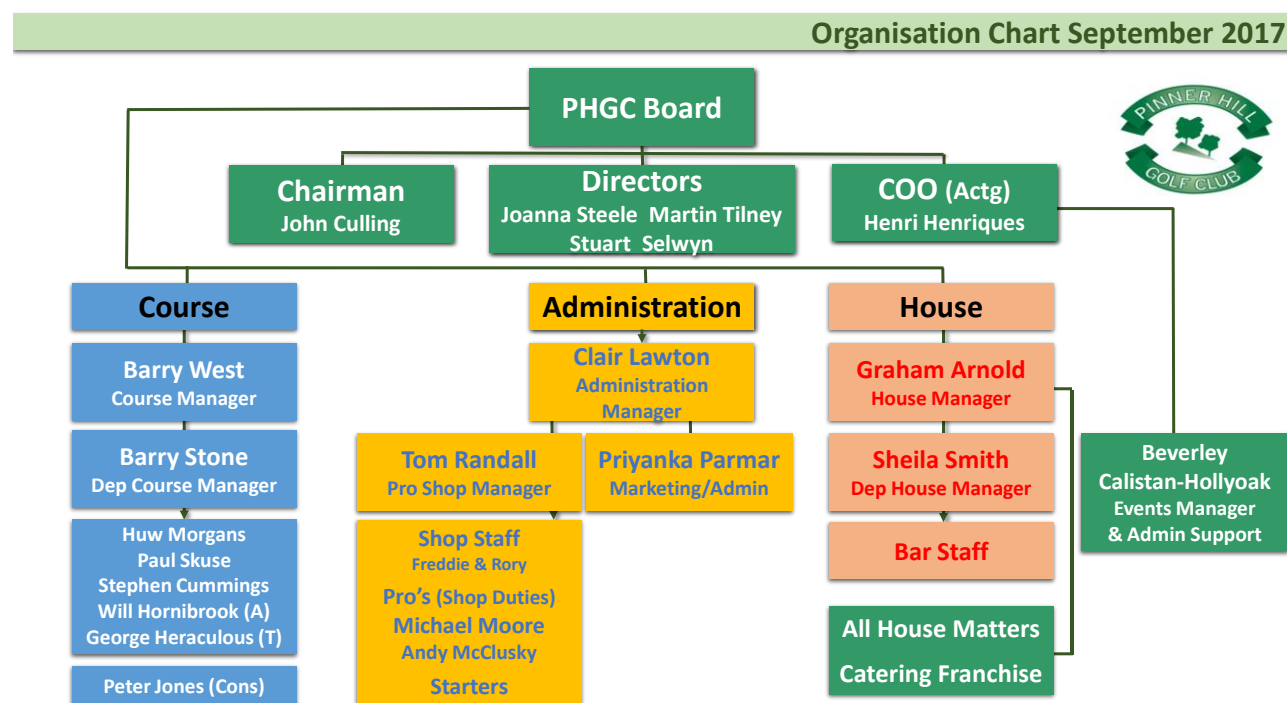 Organisation Chart September 2017
PHGC Board
PINNER HILL
GOLF CLUB
Chairman
John Culling
Directors
Joanna Steele Martin Tilney
Stuart Selwyn
COO (Actg)
Henri Henriques
Course
Administration
House
Barry West
Course Manager
Clair Lawton
Administration
Manager
Graham Arnold
House Manager
Barry Stone
Dep Course Manager
Tom Randall
Pro Shop Manager
Priyanka Parmar
Marketing/Admin
Sheila Smith
Dep House Manager
Beverley
Calistan-Hollyoak
Events Manager
& Admin Support
Huw Morgans
Paul Skuse
Stephen Cummings
Will Hornibrook (A)
George Heraculous (T)
Shop Staff
Freddie & Rory
Pro's (Shop Duties)
Michael Moore
Andy McClusky
Starters
Bar Staff
All House Matters
Catering Franchise
Peter Jones (Cons)